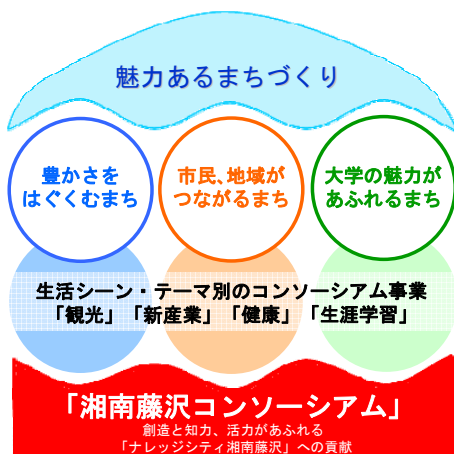 魅力あるまちづくり
豊かさを
はぐくむまち
市民、地域が
つながるまち
大学の魅力が
あふれるまち
生活シーン・テーマ別のコンソーシアム事業
「観光」「新産業」「健康」「生涯学習」
「湘南藤沢コンソーシアム」
創造と知力、活力があふれる
「ナレッジシティ湘南藤沢」への貢献